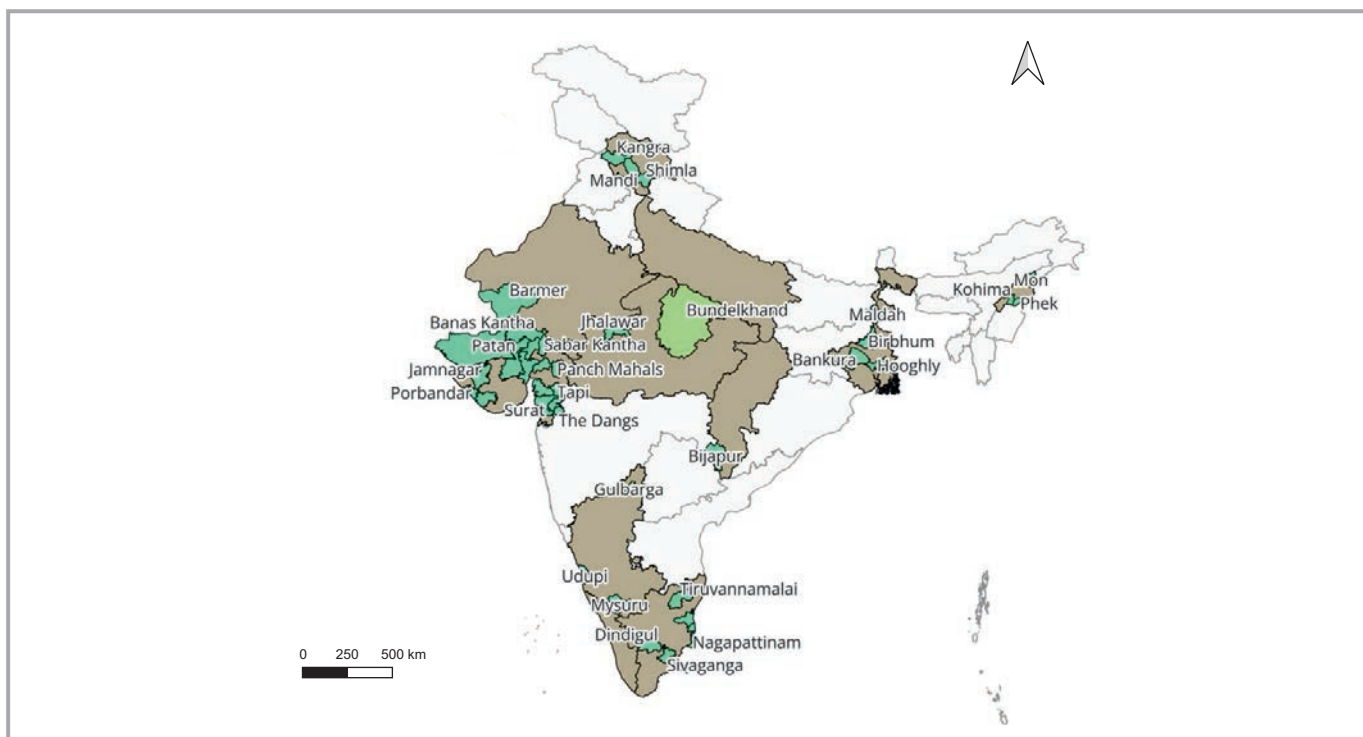 Kangra
Shimla
Mandi
Mon
Kohima
Phek
Barmer
Bundelkhand
Maldah
Banas Kantha
Jhalawar
Birbhum
Patan
Sabar Kantha
Bankura
Hooghly
Jamnagar
Panch Mahals
Porbandar
Tapi
Surat
The Dangs
Bijapur
Gulbarga
Udupi
Tiruvannamalai
Mysuru
Dindigul
Nagapattinam
0 250 500 km
Sivaganga